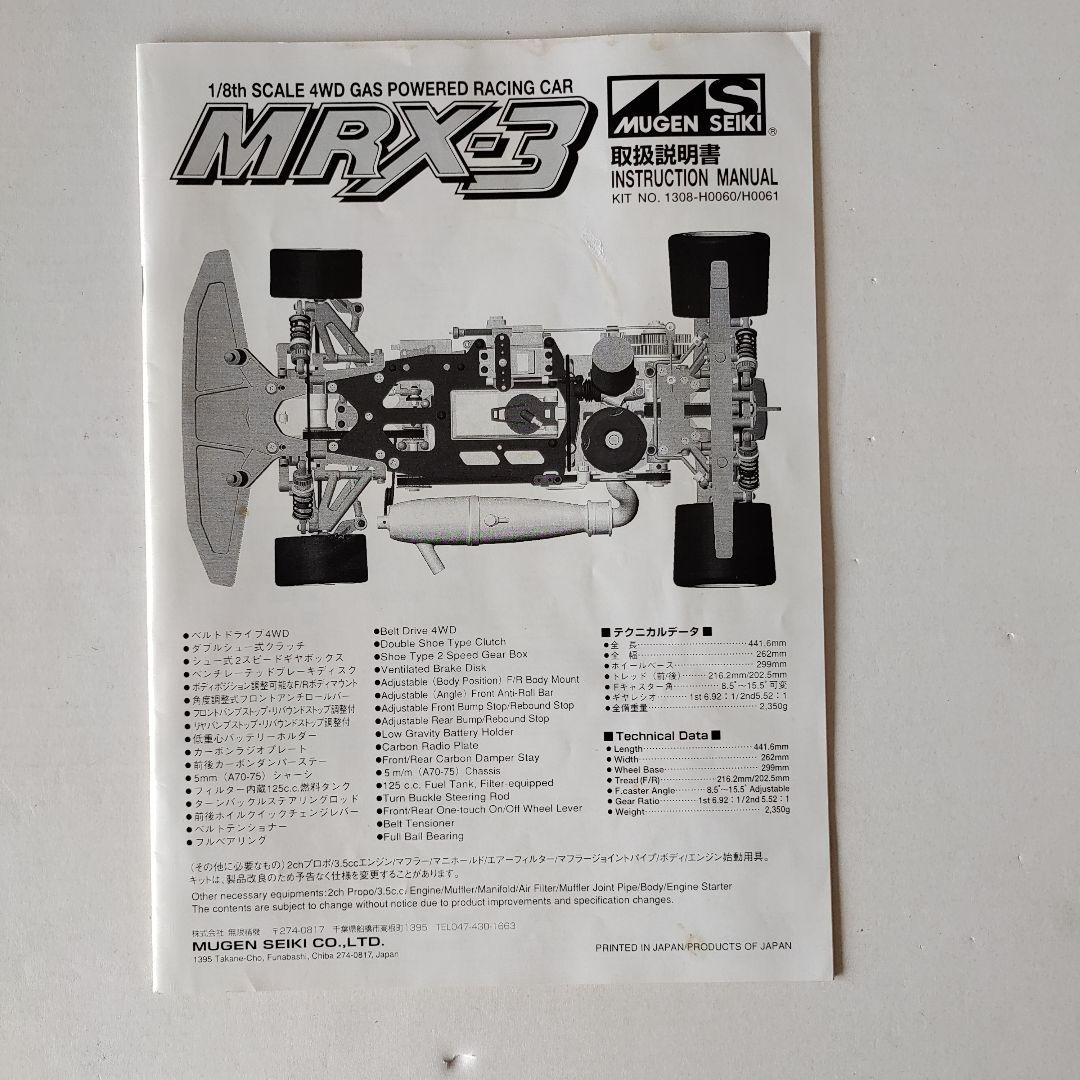 1/8th SCALE 4WD GAS POWERED RACING CAR
MRX-3
MUGEN SEIKI®
取扱説明書
INSTRUCTION MANUAL
KIT NO. 1308-H0060/H0061
●ベルトドライブ4WD
●ダブルシュー式クラッチ
●シュー式2スピードギヤボックス
●ベンチレーテッドブレーキディスク
●ボディポジション調整可能なF/Rボディマウント
●角度調整式フロントアンチロールバー
●フロントバンプストップ・リバウンドストップ調整付
●リヤバンプストップ・リバウンドストップ調整付
●低重心バッテリーホルダー
●カーボンラジオプレート
●前後カーボンダンパーステー
●5mm（A70-75）シャーシ
●フィルター内蔵125c.c.燃料タンク
●ターンバックルステアリングロッド
●前後ホイルクイックチェンジレバー
●ベルトテンショナー
●フルベアリング
●Belt Drive 4WD
●Double Shoe Type Clutch
●Shoe Type 2 Speed Gear Box
●Ventilated Brake Disk
●Adjustable (Body Position) F/R Body Mount
●Adjustable (Angle) Front Anti-Roll Bar
●Adjustable Front Bump Stop/Rebound Stop
●Adjustable Rear Bump/Rebound Stop
●Low Gravity Battery Holder
●Carbon Radio Plate
●Front/Rear Carbon Damper Stay
●5 m/m (A70-75) Chassis
●125 c.c. Fuel Tank, Filter-equipped
●Turn Buckle Steering Rod
●Front/Rear One-touch On/Off Wheel Lever
●Belt Tensioner
●Full Ball Bearing
■テクニカルデータ■
●全 長 441.6mm
●全 幅 262mm
●ホイールベース 299mm
●トレッド（前/後） 216.2mm/202.5mm
●Fキャスター角 8.5°～15.5°可変
●ギヤレシオ 1st 6.92：1/2nd5.52：1
●全備重量 2,350g
■Technical Data■
●Length 441.6mm
●Width 262mm
●Wheel Base 299mm
●Tread (F/R) 216.2mm/202.5mm
●F.caster Angle 8.5°～15.5° Adjustable
●Gear Ratio 1st 6.92：1/2nd 5.52：1
●Weight 2,350g
（その他に必要なもの）2chプロポ/3.5ccエンジン/マフラー/マニホールド/エアーフィルター/マフラージョイントパイプ/ボディ/エンジン始動用具。
キットは、製品改良のため予告なく仕様を変更することがあります。
Other necessary equipments:2ch Propo/3.5c.c/ Engine/Muffler/Manifold/Air Filter/Muffler Joint Pipe/Body/Engine Starter
The contents are subject to change without notice due to product improvements and specification changes.
株式会社 無限精機 〒274-0817 千葉県船橋市高根町1395 TEL047-430-1663
MUGEN SEIKI CO.,LTD.
1395 Takane-Cho, Funabashi, Chiba 274-0817, Japan
PRINTED IN JAPAN/PRODUCTS OF JAPAN